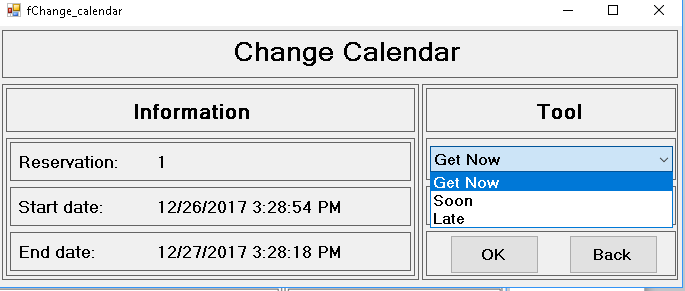 fChange_calendar
Change Calendar
Information
Tool
Reservation: 1
Get Now
Get Now
Start date: 12/26/2017 3:28:54 PM
Soon
Late
End date: 12/27/2017 3:28:18 PM
OK Back